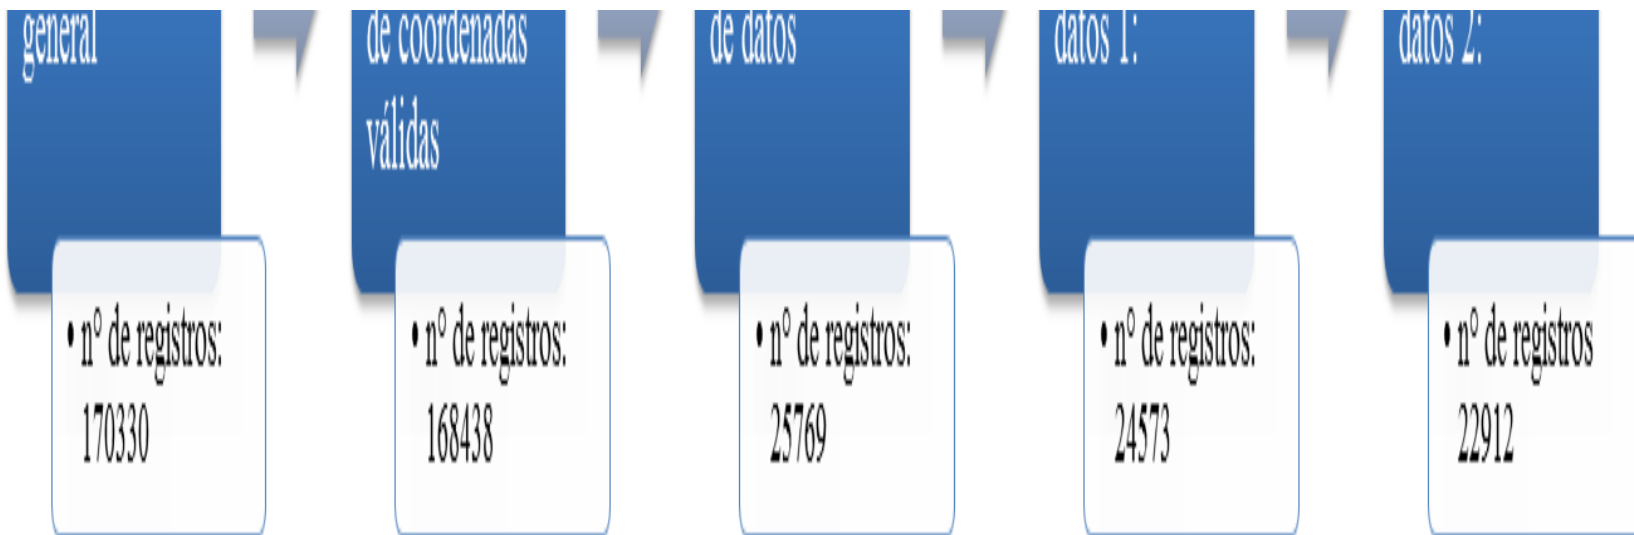 general
de coordenadas
válidas
de datos
datos 1:
datos 2:
• n° de registros:
170330
• n° de registros:
168438
• n° de registros:
25769
• n° de registros:
24573
• n° de registros
22912